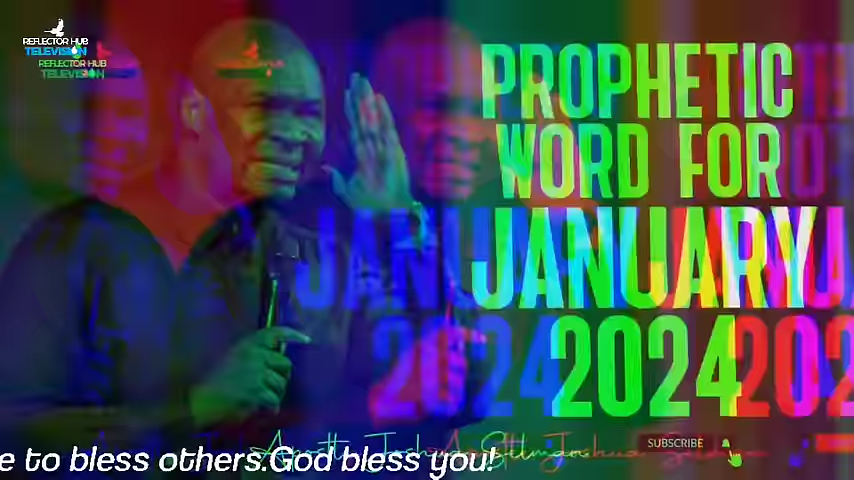 REFLECTOR HUB
TELEVISION
REFLECTOR HUB
TELEVISION
PROPHETIC
WORD FOR
JANUARY
2024
SUBSCRIBE
e to bless others.God bless you!